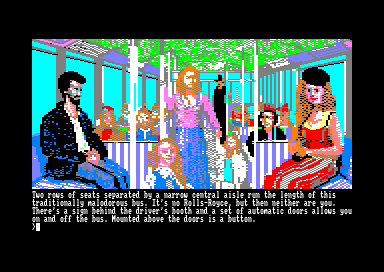 Two rows of seats separated by a narrow central aisle run the length of this
traditionally malodorous bus. It's no Rolls-Royce, but then neither are you.
There's a sign behind the driver's booth and a set of automatic doors allows you
on and off the bus. Mounted above the doors is a button.
>